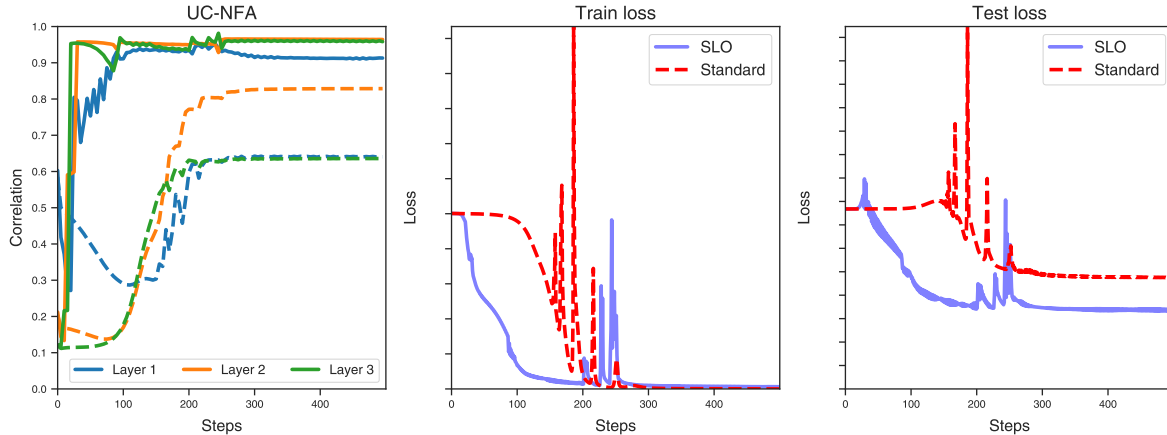 UC-NFA
Correlation
1.0
0.9
0.8
0.7
0.6
0.5
0.4
0.3
0.2
0.1
0.0
Layer 1
Layer 2
Layer 3
0
100
200
300
400
Steps
Train loss
Loss
SLO
Standard
0
100
200
300
400
Steps
Test loss
Loss
SLO
Standard
0
100
200
300
400
Steps